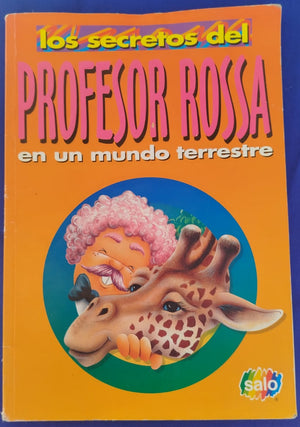 los secretos del
PROFESOR ROSSA
en un mundo terrestre
salo